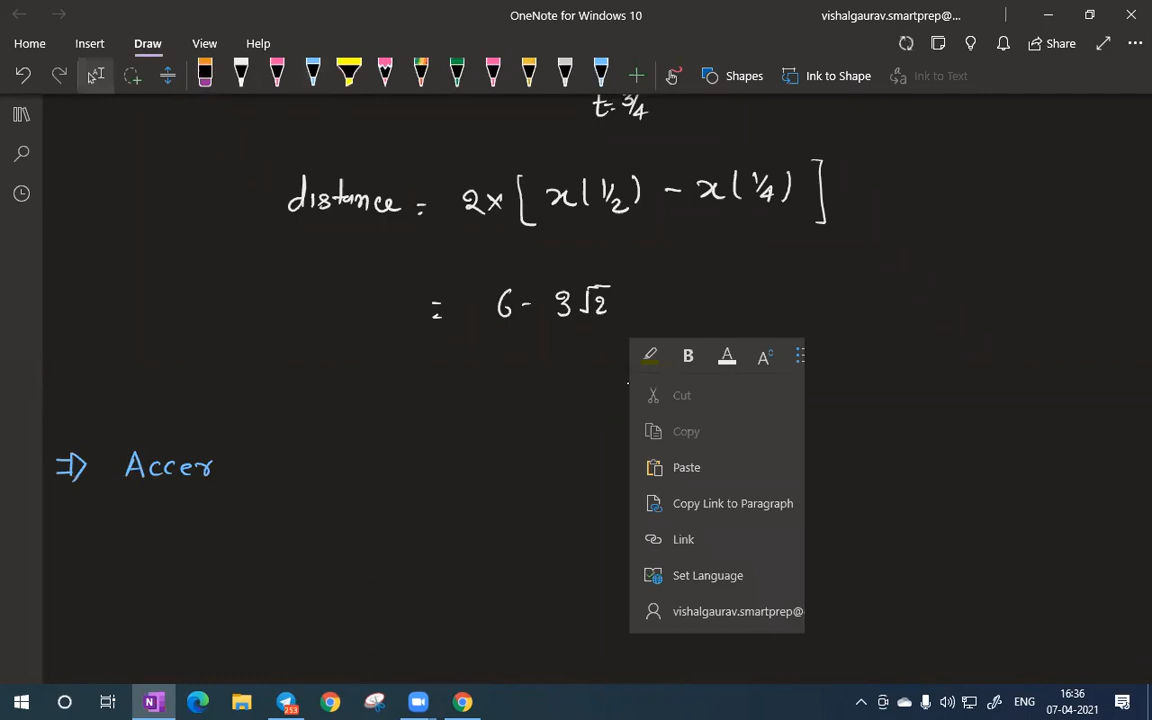 OneNote for Windows 10
vishalgaurav.smartprep@...
Home Insert Draw View Help
Share
Shapes Ink to Shape Ink to Text
t = 3/4
distance = 2 × [ x(1/2) - x(1/4) ]
= 6 - 3√2
B A A
Cut
Copy
Paste
Copy Link to Paragraph
⇒ Accer
Link
Set Language
vishalgaurav.smartprep@
253
ENG
16:36
07-04-2021